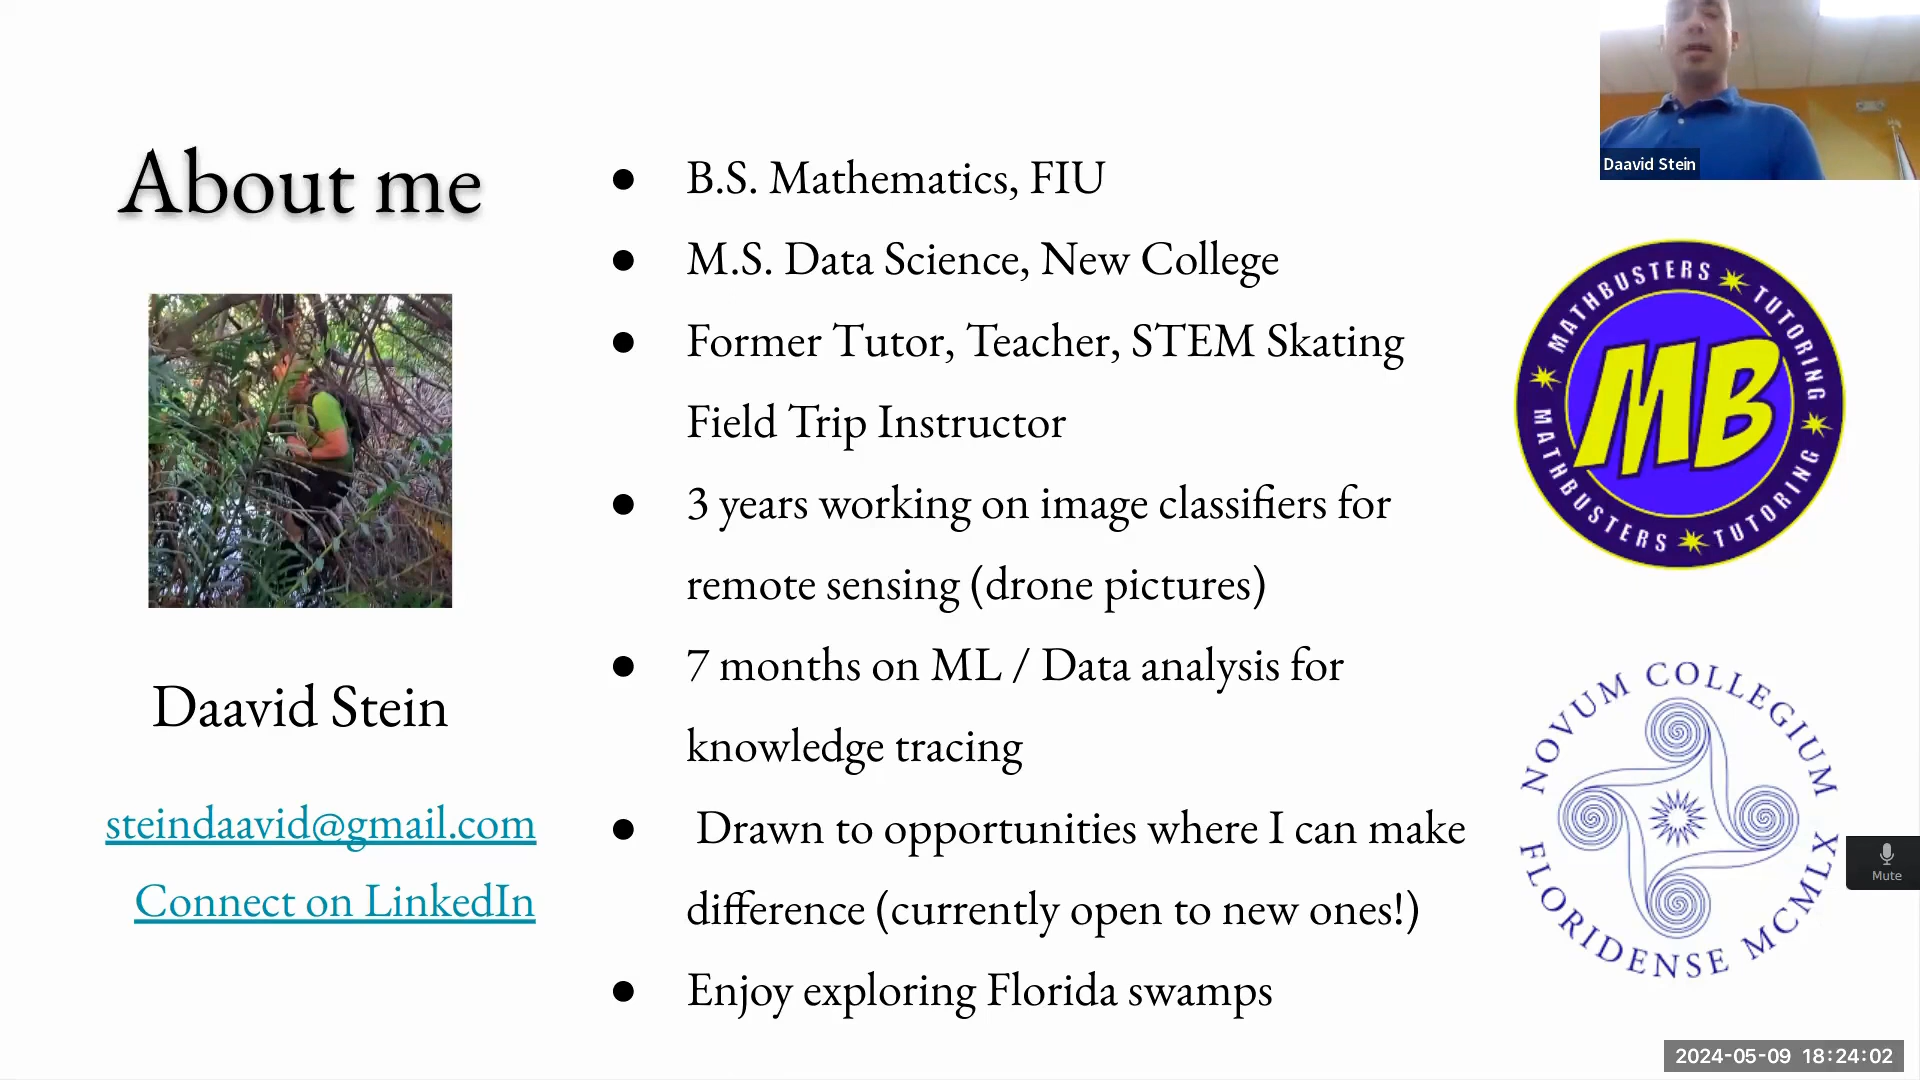 About me
Daavid Stein
steindaavid@gmail.com
Connect on LinkedIn
● B.S. Mathematics, FIU
● M.S. Data Science, New College
● Former Tutor, Teacher, STEM Skating
Field Trip Instructor
● 3 years working on image classifiers for
remote sensing (drone pictures)
● 7 months on ML / Data analysis for
knowledge tracing
● Drawn to opportunities where I can make
difference (currently open to new ones!)
● Enjoy exploring Florida swamps
Daavid Stein
MATHBUSTERS TUTORING
MB
MATHBUSTERS TUTORING
NOVUM COLLEGIUM
FLORIDENSE MCMLX
Mute
2024-05-09 18:24:02